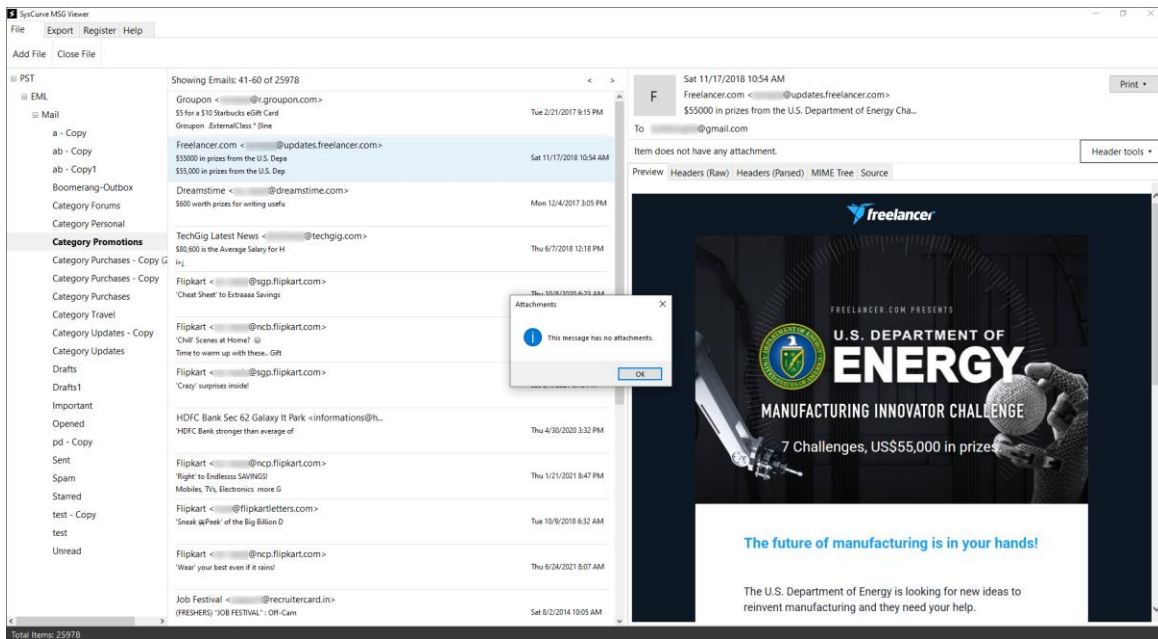 SysCurve MSG Viewer
File Export Register Help
Add File Close File
PST
EML
Mail
a - Copy
ab - Copy
ab - Copy1
Boomerang-Outbox
Category Forums
Category Personal
Category Promotions
Category Purchases - Copy (2
Category Purchases - Copy
Category Purchases
Category Travel
Category Updates - Copy
Category Updates
Drafts
Drafts1
Important
Opened
pd - Copy
Sent
Spam
Starred
test - Copy
test
Unread
Total Items: 25978
Showing Emails: 41-60 of 25978 < >
Groupon < @r.groupon.com>
$5 for a $10 Starbucks eGift Card Tue 2/21/2017 9:15 PM
Groupon .ExternalClass * {line
Freelancer.com < @updates.freelancer.com>
$55000 in prizes from the U.S. Depa Sat 11/17/2018 10:54 AM
$55,000 in prizes from the U.S. Dep
Dreamstime < @dreamstime.com>
$600 worth prizes for writing usefu Mon 12/4/2017 3:05 PM
TechGig Latest News < @techgig.com>
$80,600 is the Average Salary for H Thu 6/7/2018 12:18 PM
Flipkart < @sgp.flipkart.com>
'Cheat Sheet' to Extraaaa Savings Thu 10/8/2020 6:23 AM
Flipkart < @ncb.flipkart.com>
'Chill' Scenes at Home? 😀
Time to warm up with these.. Gift
Flipkart < @sgp.flipkart.com>
'Crazy' surprises inside!
HDFC Bank Sec 62 Galaxy It Park <informations@h...
'HDFC Bank stronger than average of Thu 4/30/2020 3:32 PM
Flipkart < @ncp.flipkart.com>
'Right' to Endlessss SAVINGS! Thu 1/21/2021 8:47 PM
Mobiles, TVs, Electronics more G
Flipkart < @flipkartletters.com>
'Sneak Peek' of the Big Billion D Tue 10/9/2018 6:32 AM
Flipkart < @ncp.flipkart.com>
'Wear' your best even if it rains! Thu 6/24/2021 8:07 AM
Job Festival < @recruitercard.in>
(FRESHERS) "JOB FESTIVAL" : Off-Cam Sat 8/2/2014 10:05 AM
Attachments
This message has no attachments.
OK
F
Sat 11/17/2018 10:54 AM
Freelancer.com < @updates.freelancer.com>
$55000 in prizes from the U.S. Department of Energy Cha...
Print
To @gmail.com
Item does not have any attachment.
Header tools
Preview Headers (Raw) Headers (Parsed) MIME Tree Source
freelancer
FREELANCER.COM PRESENTS
U.S. DEPARTMENT OF
ENERGY
MANUFACTURING INNOVATOR CHALLENGE
7 Challenges, US$55,000 in prizes
The future of manufacturing is in your hands!
The U.S. Department of Energy is looking for new ideas to
reinvent manufacturing and they need your help.